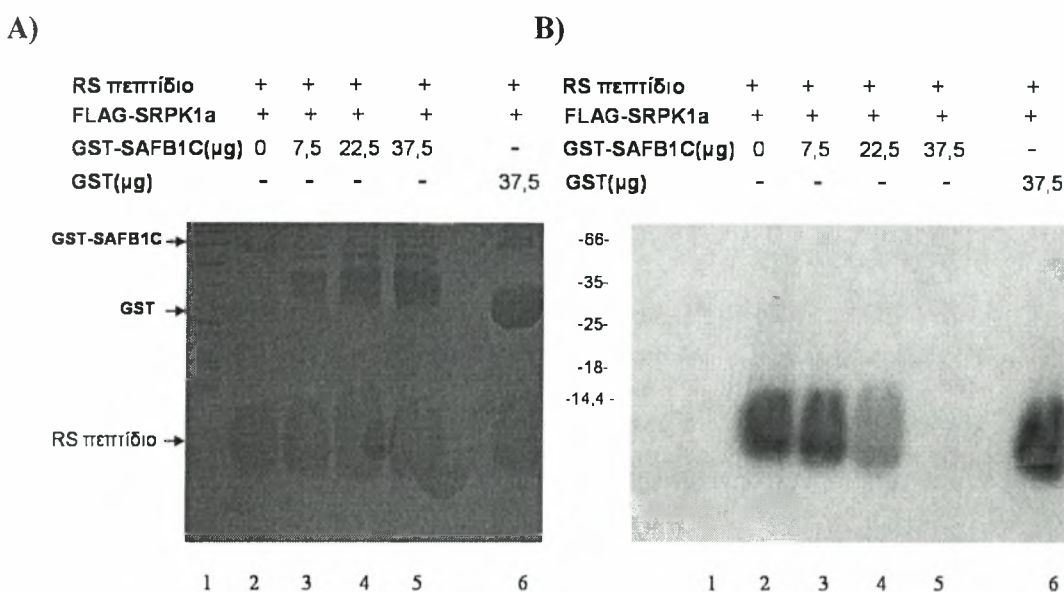 A)
RS πεπτίδιο + + + + +
FLAG-SRPK1a + + + + +
GST-SAFB1C(μg) 0 7,5 22,5 37,5 -
GST(μg) - - - - 37,5
GST-SAFB1C
GST
RS πεπτίδιο
1 2 3 4 5 6
B)
RS πεπτίδιο + + + + +
FLAG-SRPK1a + + + + +
GST-SAFB1C(μg) 0 7,5 22,5 37,5 -
GST(μg) - - - - 37,5
-66-
-35-
-25-
-18-
-14,4 -
1 2 3 4 5 6